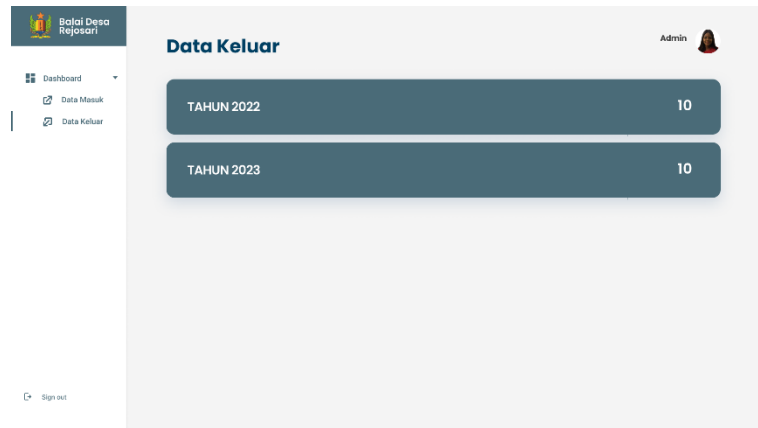 Balai Desa
Rejosari
Dashboard
Data Masuk
Data Keluar
Sign out
Data Keluar
Admin
TAHUN 2022 10
TAHUN 2023 10